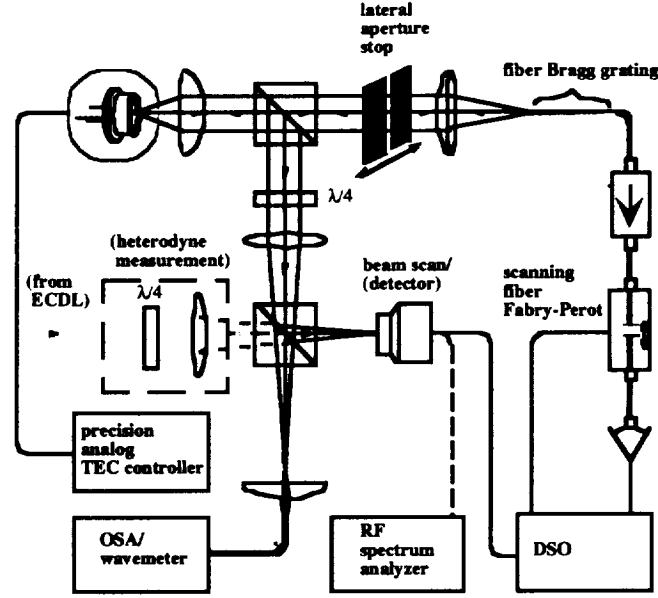 lateral
aperture
stop
fiber Bragg grating
λ/4
(heterodyne
measurement)
(from
ECDL)
λ/4
beam scan/
(detector)
scanning
fiber
Fabry-Perot
precision
analog
TEC controller
OSA/
wavemeter
RF
spectrum
analyzer
DSO